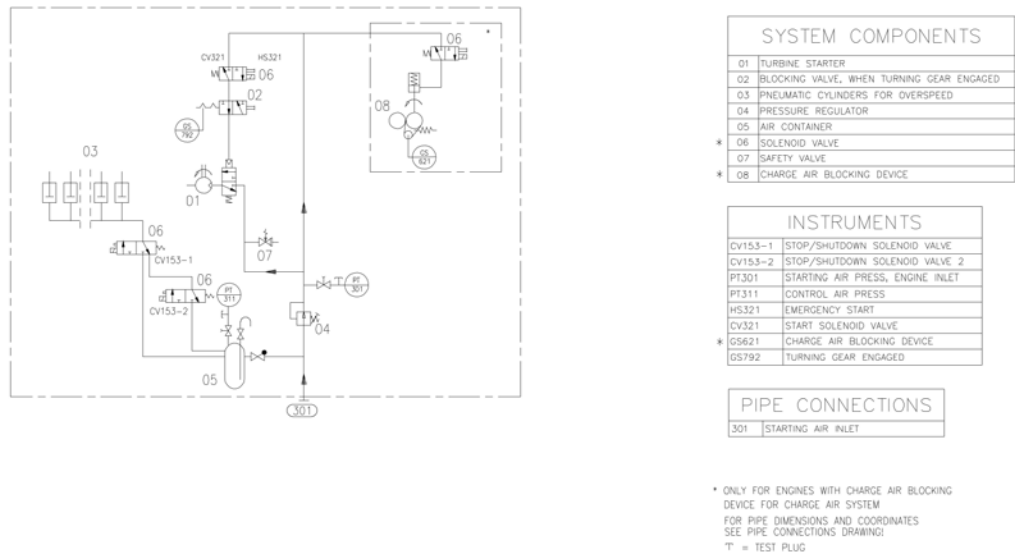 06
*
CV321 HS321
06
02
08
GS 792
GS 621
03
01
06
07
CV153-1
06
PT 301
PT 311
CV153-2
04
05
301
SYSTEM COMPONENTS
01 TURBINE STARTER
02 BLOCKING VALVE, WHEN TURNING GEAR ENGAGED
03 PNEUMATIC CYLINDERS FOR OVERSPEED
04 PRESSURE REGULATOR
05 AIR CONTAINER
* 06 SOLENOID VALVE
07 SAFETY VALVE
* 08 CHARGE AIR BLOCKING DEVICE
INSTRUMENTS
CV153-1 STOP/SHUTDOWN SOLENOID VALVE
CV153-2 STOP/SHUTDOWN SOLENOID VALVE 2
PT301 STARTING AIR PRESS, ENGINE INLET
PT311 CONTROL AIR PRESS
HS321 EMERGENCY START
CV321 START SOLENOID VALVE
* GS621 CHARGE AIR BLOCKING DEVICE
GS792 TURNING GEAR ENGAGED
PIPE CONNECTIONS
301 STARTING AIR INLET
* ONLY FOR ENGINES WITH CHARGE AIR BLOCKING
DEVICE FOR CHARGE AIR SYSTEM
FOR PIPE DIMENSIONS AND COORDINATES
SEE PIPE CONNECTIONS DRAWING!
T = TEST PLUG